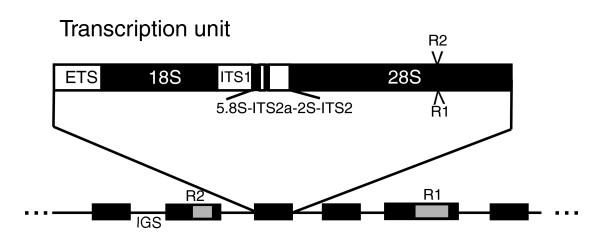 Transcription unit
R2
ETS 18S ITS1 28S
5.8S-ITS2a-2S-ITS2 R1
R2 R1
IGS